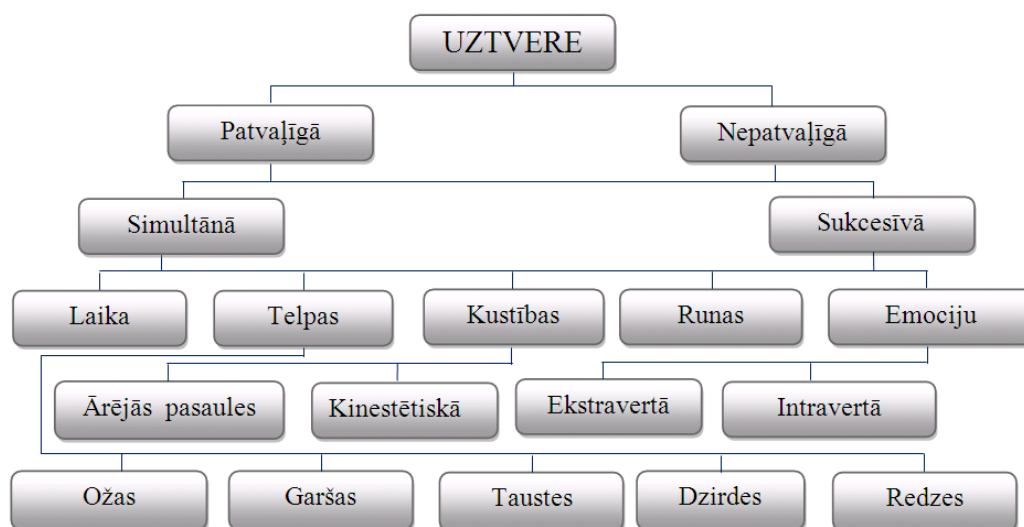 UZTVERE
Patvaļīgā
Nepatvaļīgā
Simultānā
Sukcesīvā
Laika
Telpas
Kustības
Runas
Emociju
Ārējās pasaules
Kinestētiskā
Ekstravertā
Intravertā
Ožas
Garšas
Taustes
Dzirdes
Redzes